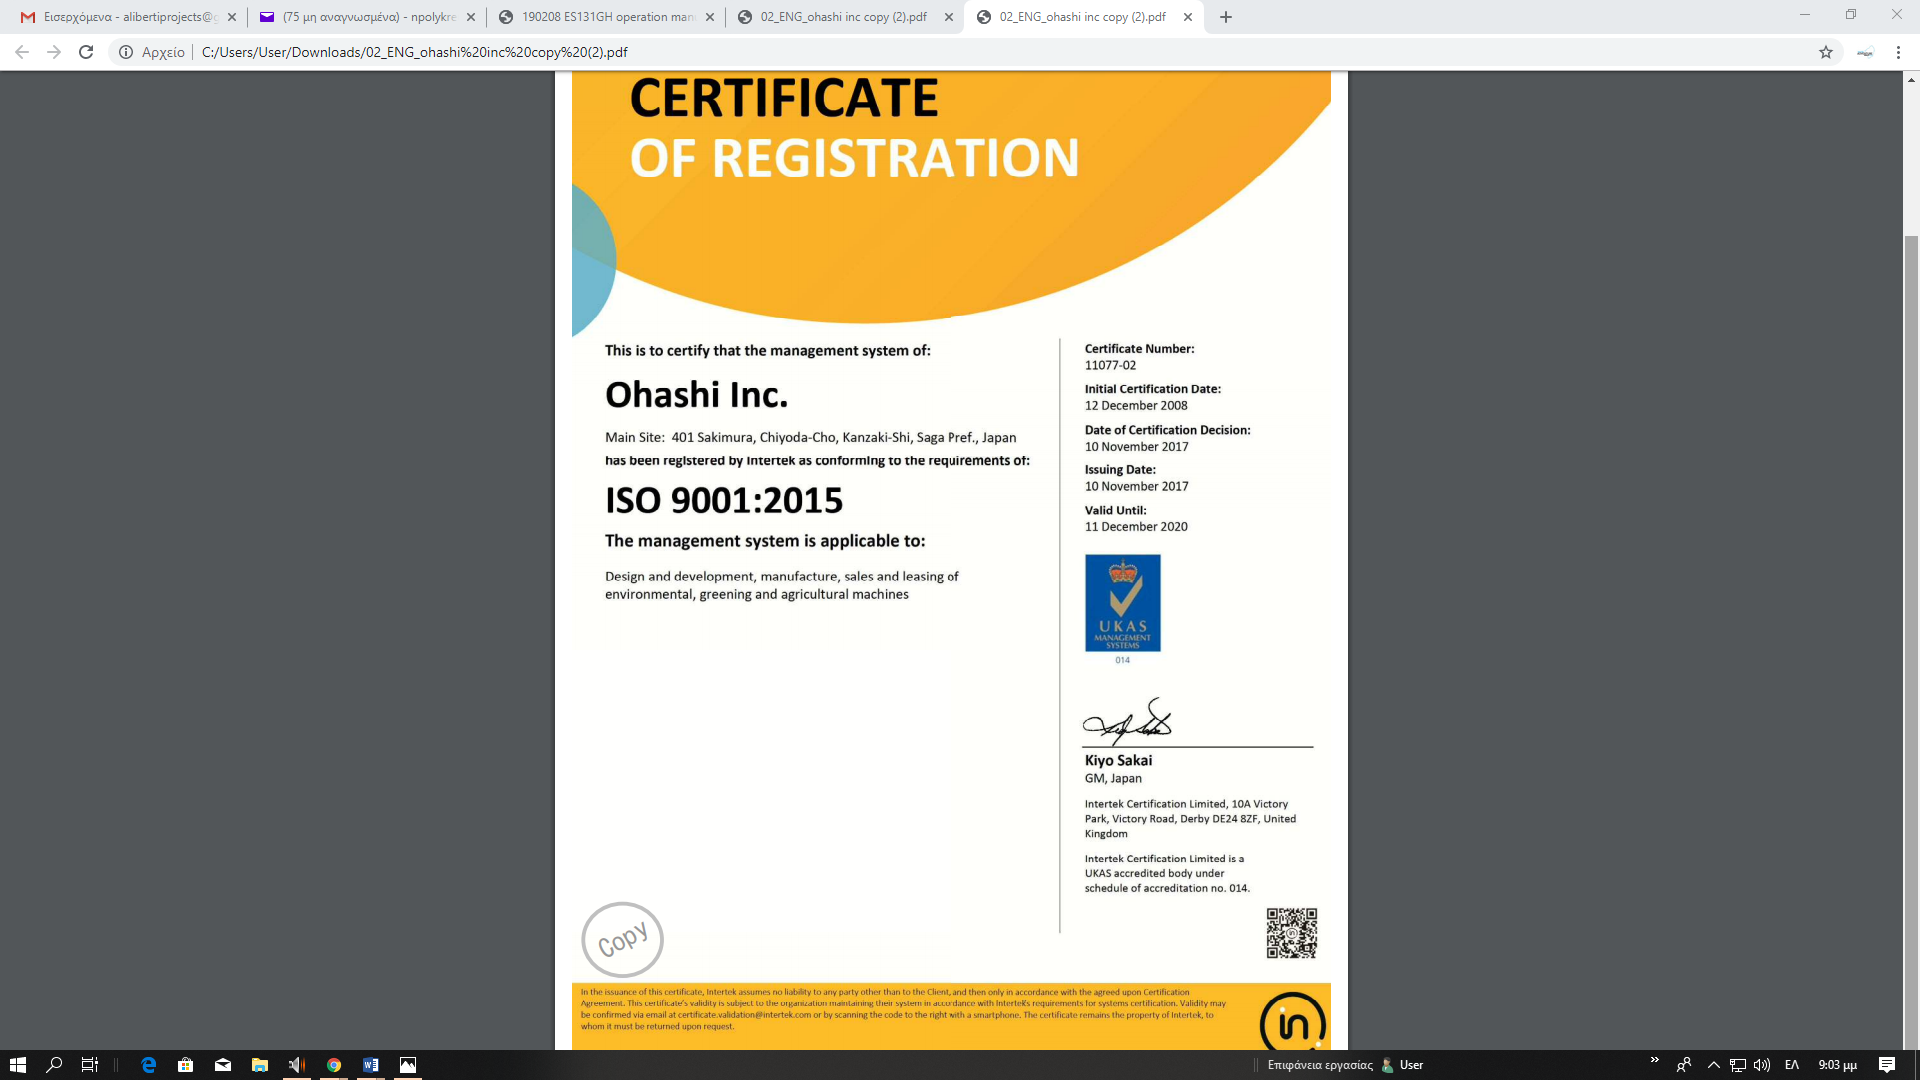 Εισερχόμενα - alibertiprojects@g
(75 μη αναγνωσμένα) - npolykre
190208 ES131GH operation man
02_ENG_ohashi inc copy (2).pdf
02_ENG_ohashi inc copy (2).pdf
Αρχείο
C:/Users/User/Downloads/02_ENG_ohashi%20inc%20copy%20(2).pdf
CERTIFICATE
OF REGISTRATION
This is to certify that the management system of:
Ohashi Inc.
Main Site: 401 Sakimura, Chiyoda-Cho, Kanzaki-Shi, Saga Pref., Japan
has been registered by Intertek as conforming to the requirements of:
ISO 9001:2015
The management system is applicable to:
Design and development, manufacture, sales and leasing of
environmental, greening and agricultural machines
Certificate Number:
11077-02
Initial Certification Date:
12 December 2008
Date of Certification Decision:
10 November 2017
Issuing Date:
10 November 2017
Valid Until:
11 December 2020
UKAS
MANAGEMENT
SYSTEMS
014
Kiyo Sakai
GM, Japan
Intertek Certification Limited, 10A Victory
Park, Victory Road, Derby DE24 8ZF, United
Kingdom
Intertek Certification Limited is a
UKAS accredited body under
schedule of accreditation no. 014.
Copy
In the issuance of this certificate, Intertek assumes no liability to any party other than to the Client, and then only in accordance with the agreed upon Certification
Agreement. This certificate's validity is subject to the organization maintaining their system in accordance with Intertek's requirements for systems certification. Validity may
be confirmed via email at certificate.validation@intertek.com or by scanning the code to the right with a smartphone. The certificate remains the property of Intertek, to
whom it must be returned upon request.
in
Επιφάνεια εργασίας
User
ΕΛ
9:03 μμ